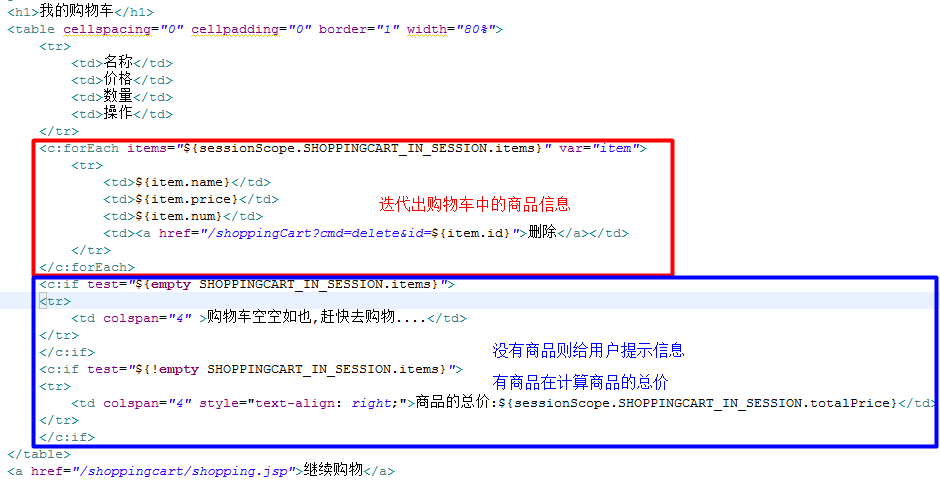 <h1>我的购物车</h1>
<table cellspacing="0" cellpadding="0" border="1" width="80%">
<tr>
<td>名称</td>
<td>价格</td>
<td>数量</td>
<td>操作</td>
</tr>
<c:forEach items="${sessionScope.SHOPPINGCART_IN_SESSION.items}" var="item">
<tr>
<td>${item.name}</td>
<td>${item.price}</td>
迭代出购物车中的商品信息
<td>${item.num}</td>
<td><a href="/shoppingCart?cmd=delete&id=${item.id}">删除</a></td>
</tr>
</c:forEach>
<c:if test="${empty SHOPPINGCART_IN_SESSION.items}">
<tr>
<td colspan="4" >购物车空空如也,赶快去购物....</td>
</tr>
没有商品则给用户提示信息
</c:if>
<c:if test="${!empty SHOPPINGCART_IN_SESSION.items}">
<tr>
有商品在计算商品的总价
<td colspan="4" style="text-align: right;">商品的总价:${sessionScope.SHOPPINGCART_IN_SESSION.totalPrice}</td>
</tr>
</c:if>
</table>
<a href="/shoppingcart/shopping.jsp">继续购物</a>